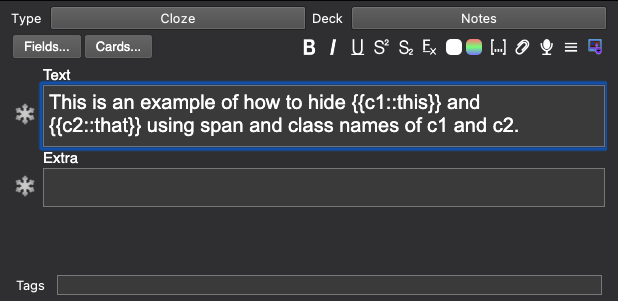 Type Cloze Deck Notes
Fields... Cards... B I U S² S₂ Eₓ [...]
Text
This is an example of how to hide {{c1::this}} and
{{c2::that}} using span and class names of c1 and c2.
Extra
Tags